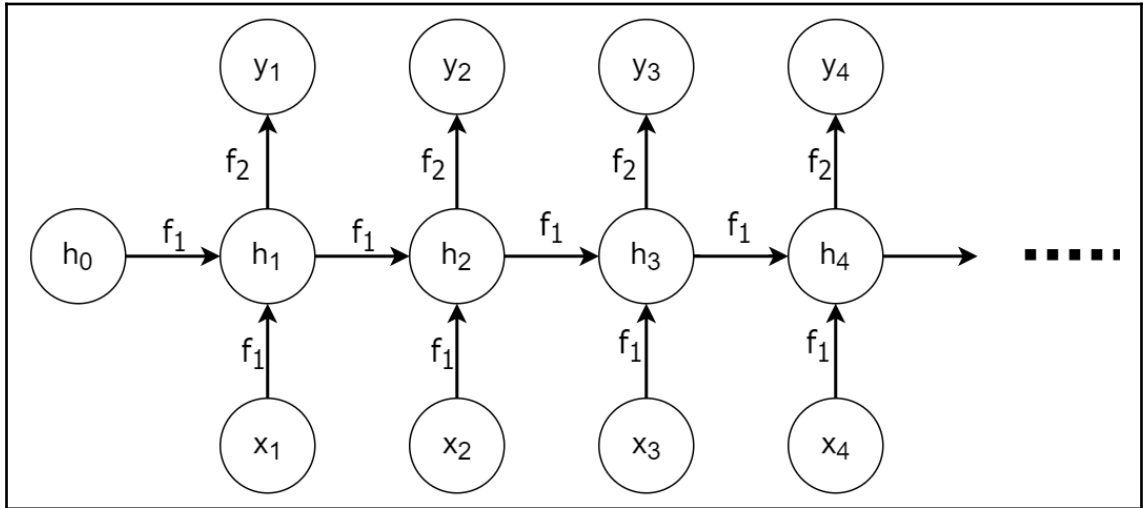 y₁ y₂ y₃ y₄
f₂ f₂ f₂ f₂
f₁ f₁ f₁ f₁
h₀ h₁ h₂ h₃ h₄
f₁ f₁ f₁ f₁
x₁ x₂ x₃ x₄